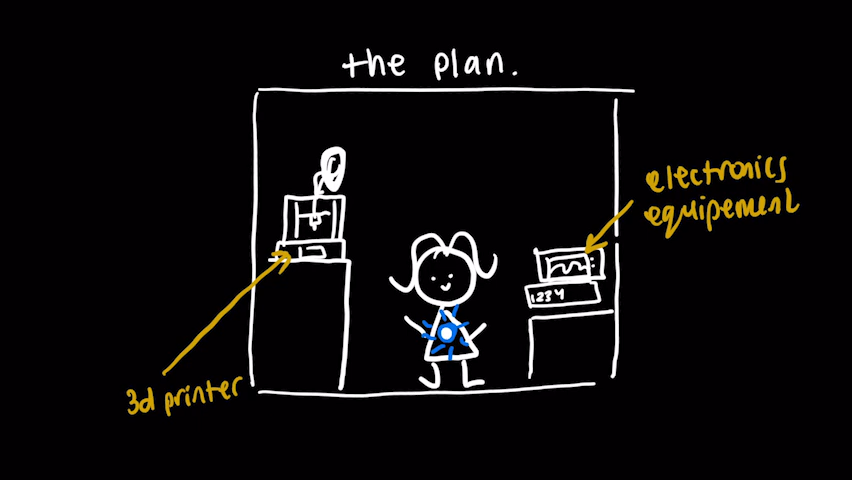 the plan.
electronics
equipement
1234
3d printer